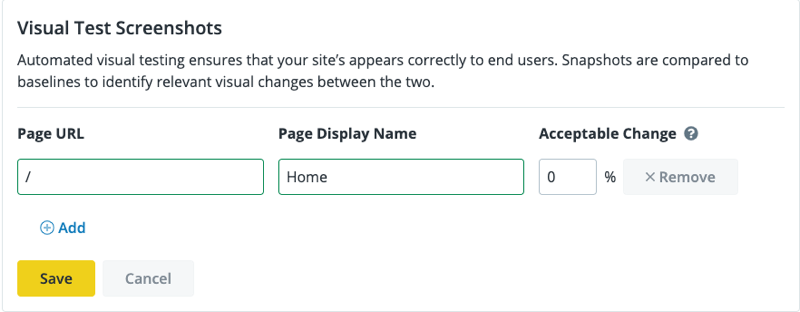 Visual Test Screenshots
Automated visual testing ensures that your site's appears correctly to end users. Snapshots are compared to
baselines to identify relevant visual changes between the two.
Page URL Page Display Name Acceptable Change ?
/ Home 0 % × Remove
+ Add
Save Cancel